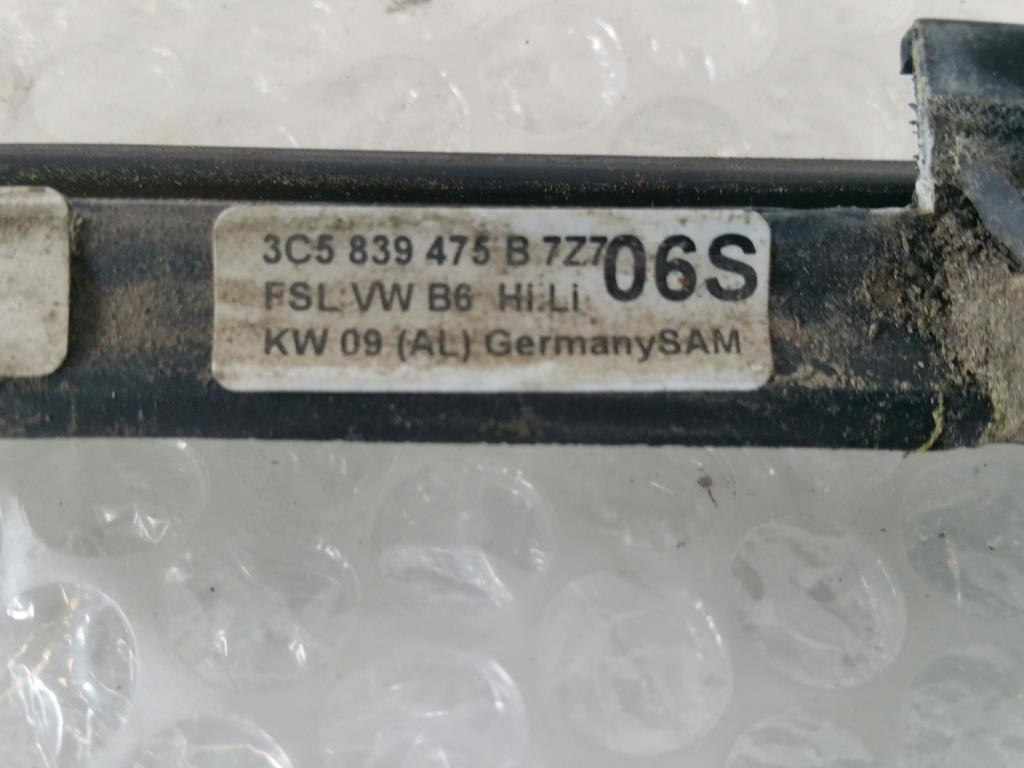 3C5 839 475 B 7Z7 06S
FSL VW B6 Hi.Li
KW 09 (AL) GermanySAM